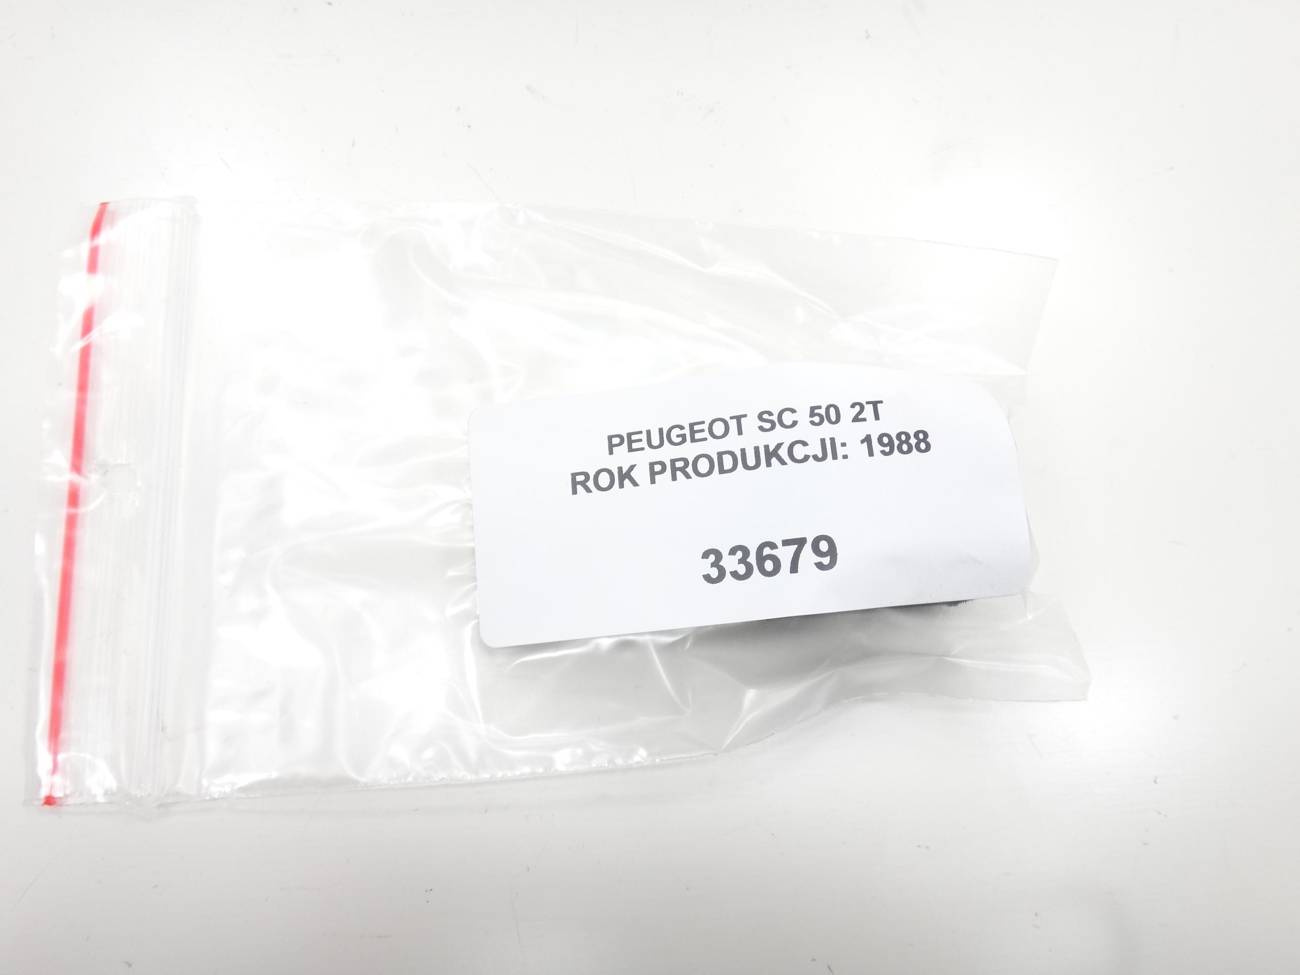 PEUGEOT SC 50 2T
ROK PRODUKCJI: 1988
33679